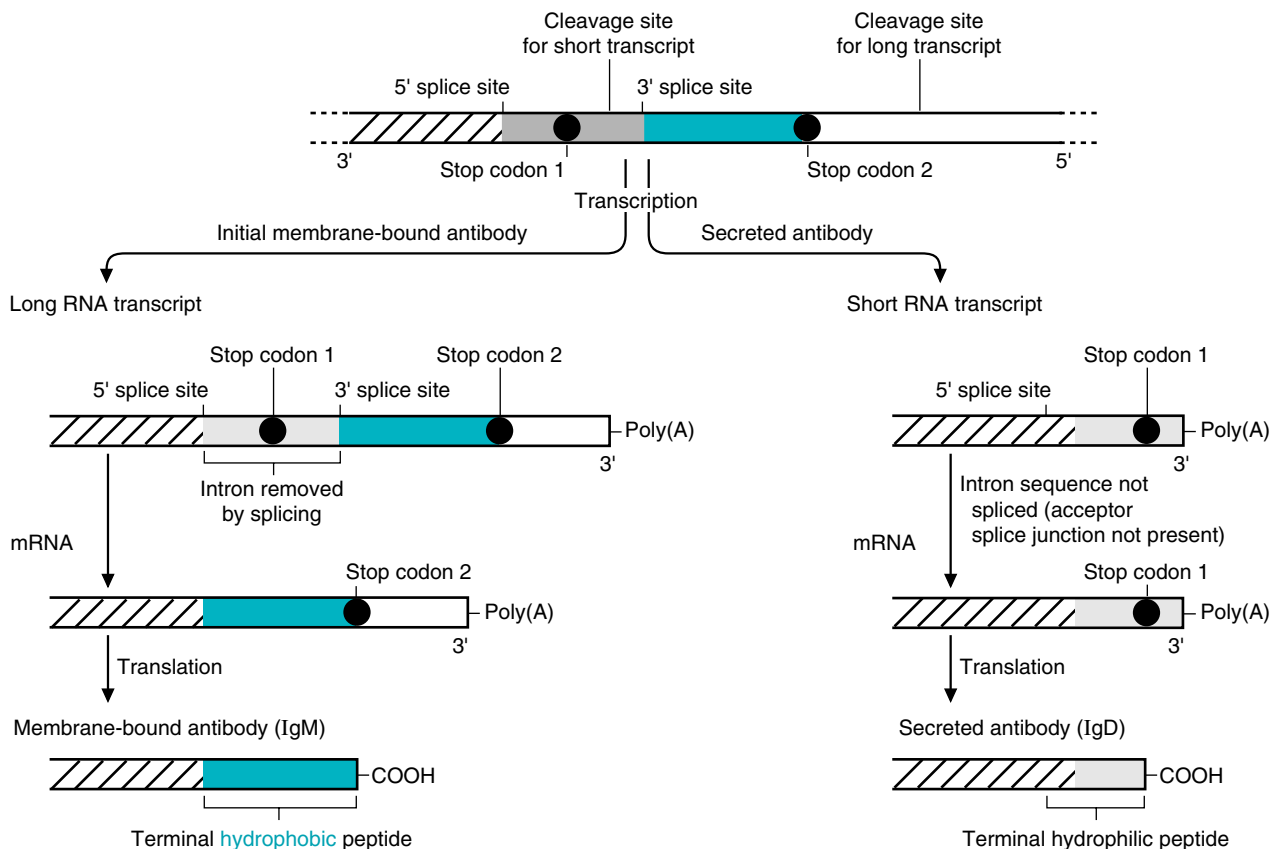 Cleavage site
for short transcript
Cleavage site
for long transcript
5' splice site
3' splice site
3'
Stop codon 1
Stop codon 2
5'
Transcription
Initial membrane-bound antibody
Secreted antibody
Long RNA transcript
Stop codon 1
Stop codon 2
5' splice site
3' splice site
Poly(A)
3'
Intron removed
by splicing
mRNA
Stop codon 2
Poly(A)
3'
Translation
Membrane-bound antibody (IgM)
COOH
Terminal hydrophobic peptide
Short RNA transcript
Stop codon 1
5' splice site
Poly(A)
3'
Intron sequence not
spliced (acceptor
splice junction not present)
mRNA
Stop codon 1
Poly(A)
3'
Translation
Secreted antibody (IgD)
COOH
Terminal hydrophilic peptide